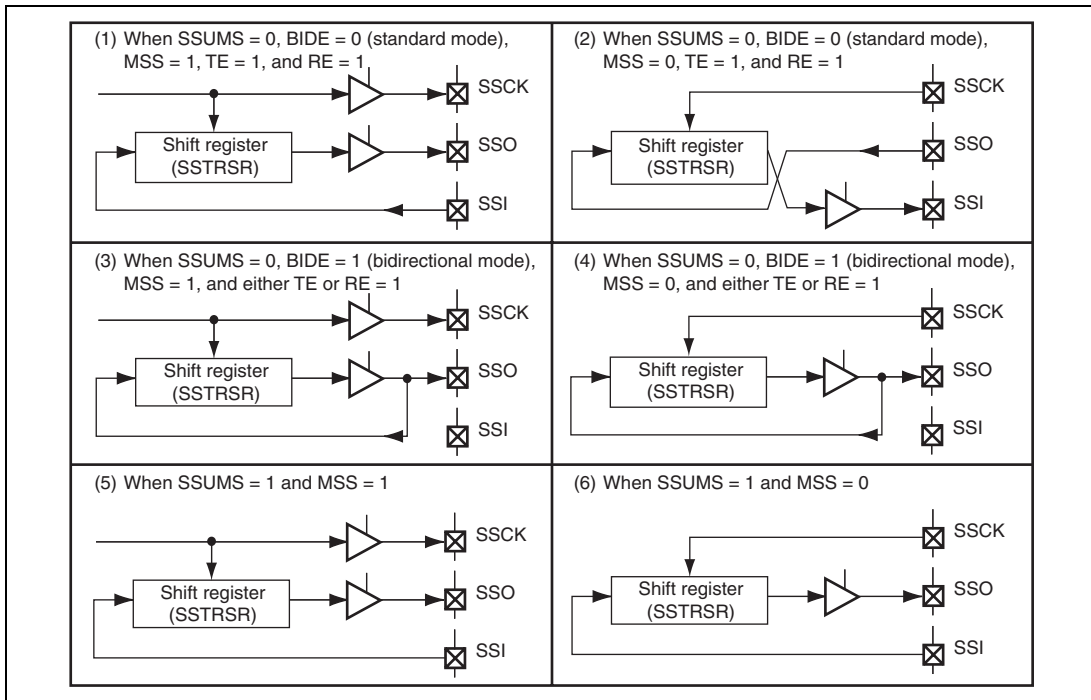 (1) When SSUMS = 0, BIDE = 0 (standard mode),
MSS = 1, TE = 1, and RE = 1
SSCK
Shift register
(SSTRSR)
SSO
SSI
(2) When SSUMS = 0, BIDE = 0 (standard mode),
MSS = 0, TE = 1, and RE = 1
SSCK
Shift register
(SSTRSR)
SSO
SSI
(3) When SSUMS = 0, BIDE = 1 (bidirectional mode),
MSS = 1, and either TE or RE = 1
SSCK
Shift register
(SSTRSR)
SSO
SSI
(4) When SSUMS = 0, BIDE = 1 (bidirectional mode),
MSS = 0, and either TE or RE = 1
SSCK
Shift register
(SSTRSR)
SSO
SSI
(5) When SSUMS = 1 and MSS = 1
SSCK
Shift register
(SSTRSR)
SSO
SSI
(6) When SSUMS = 1 and MSS = 0
SSCK
Shift register
(SSTRSR)
SSO
SSI